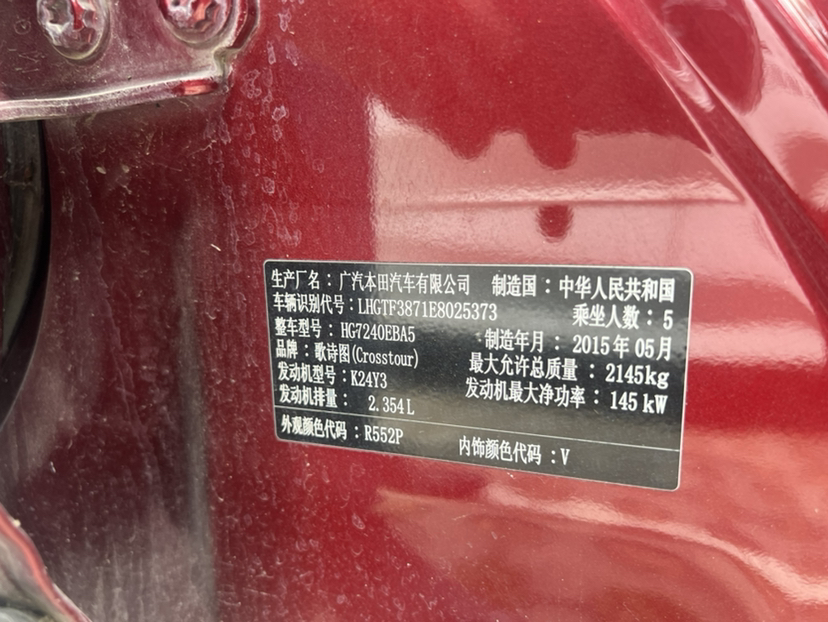 生产厂名：广汽本田汽车有限公司 制造国：中华人民共和国
车辆识别代号：LHGTF3871E8025373 乘坐人数：5
整车型号：HG7240EBA5 制造年月：2015年05月
品牌：歌诗图(Crosstour) 最大允许总质量：2145kg
发动机型号：K24Y3 发动机最大净功率：145kW
发动机排量：2.354L
外观颜色代码：R552P 内饰颜色代码：V